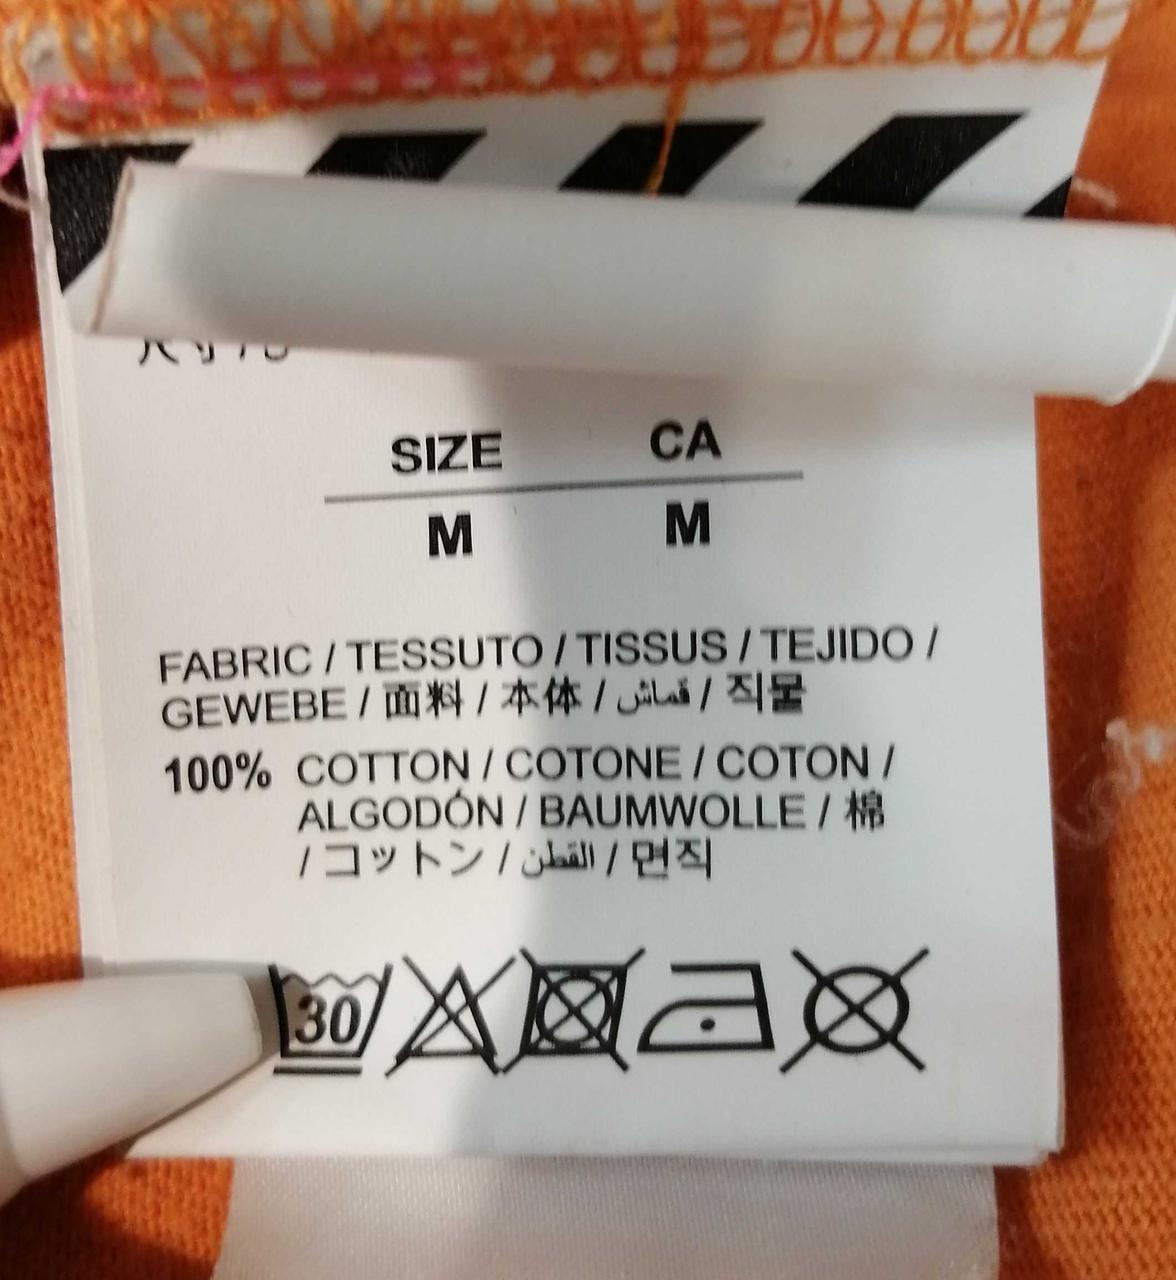 SIZE CA
M M
FABRIC / TESSUTO / TISSUS / TEJIDO /
GEWEBE / 面料 / 本体 / قماش / 직물
100% COTTON / COTONE / COTON /
ALGODÓN / BAUMWOLLE / 棉
/ コットン / القطن / 면직
30